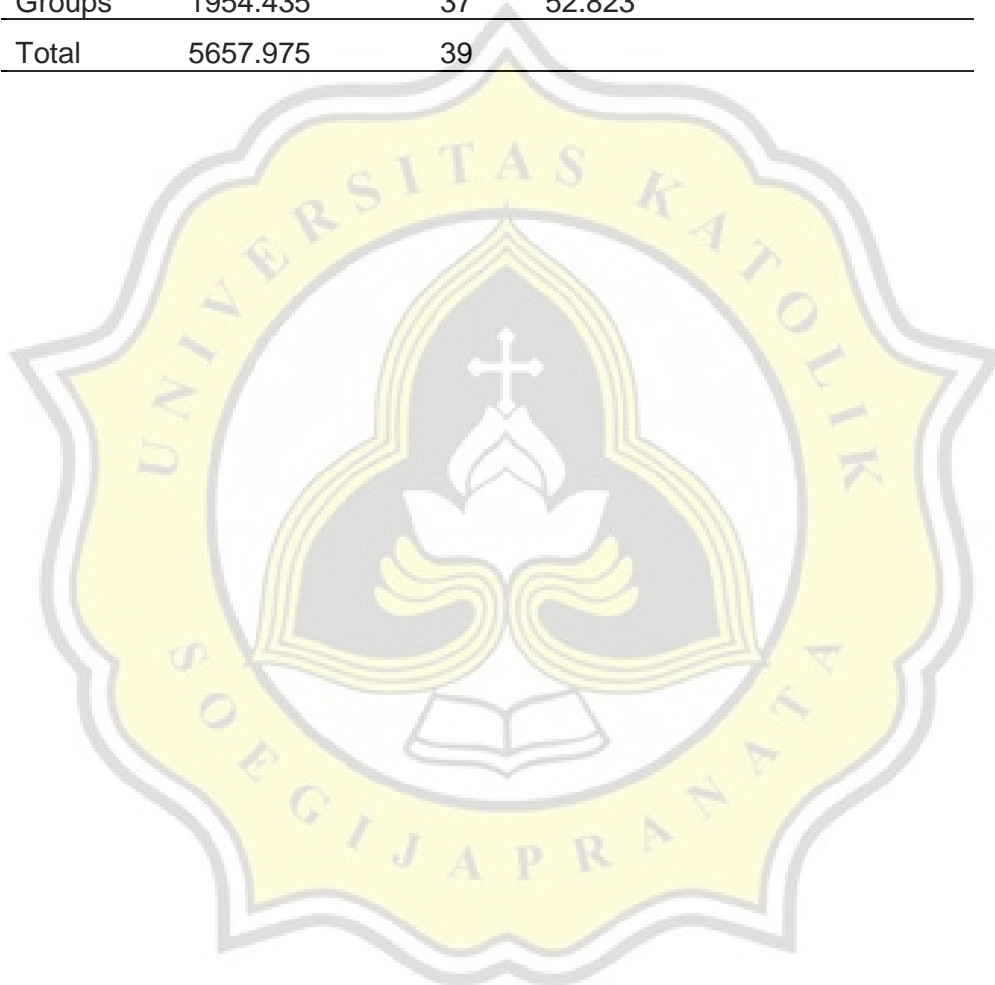 Groups 1954.435 37 52.823
Total 5657.975 39
UNIVERSITAS KATOLIK
SOEGIJAPRANATA